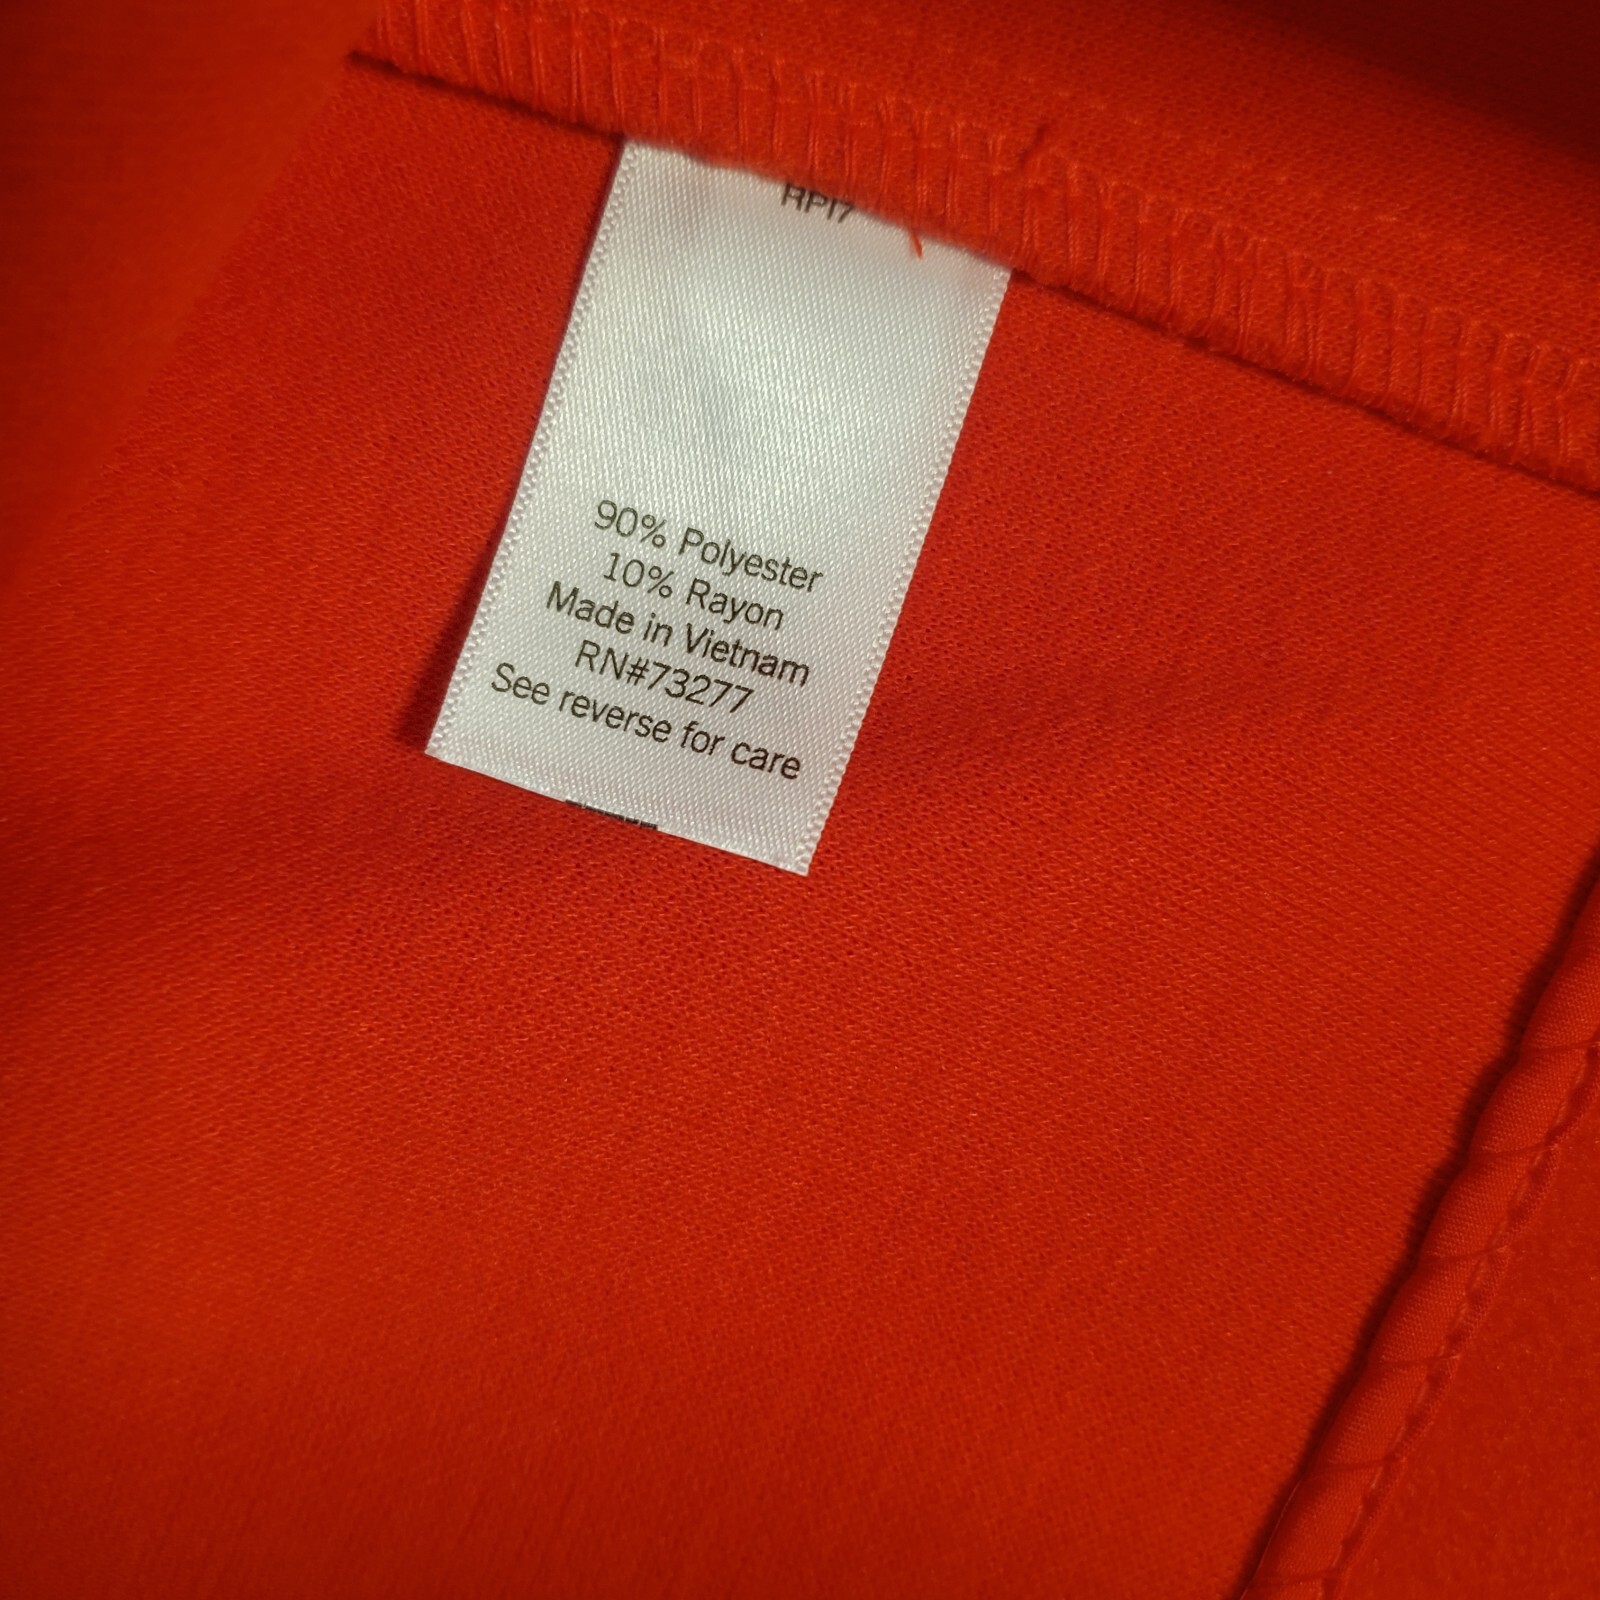 RPI7
90% Polyester
10% Rayon
Made in Vietnam
RN#73277
See reverse for care